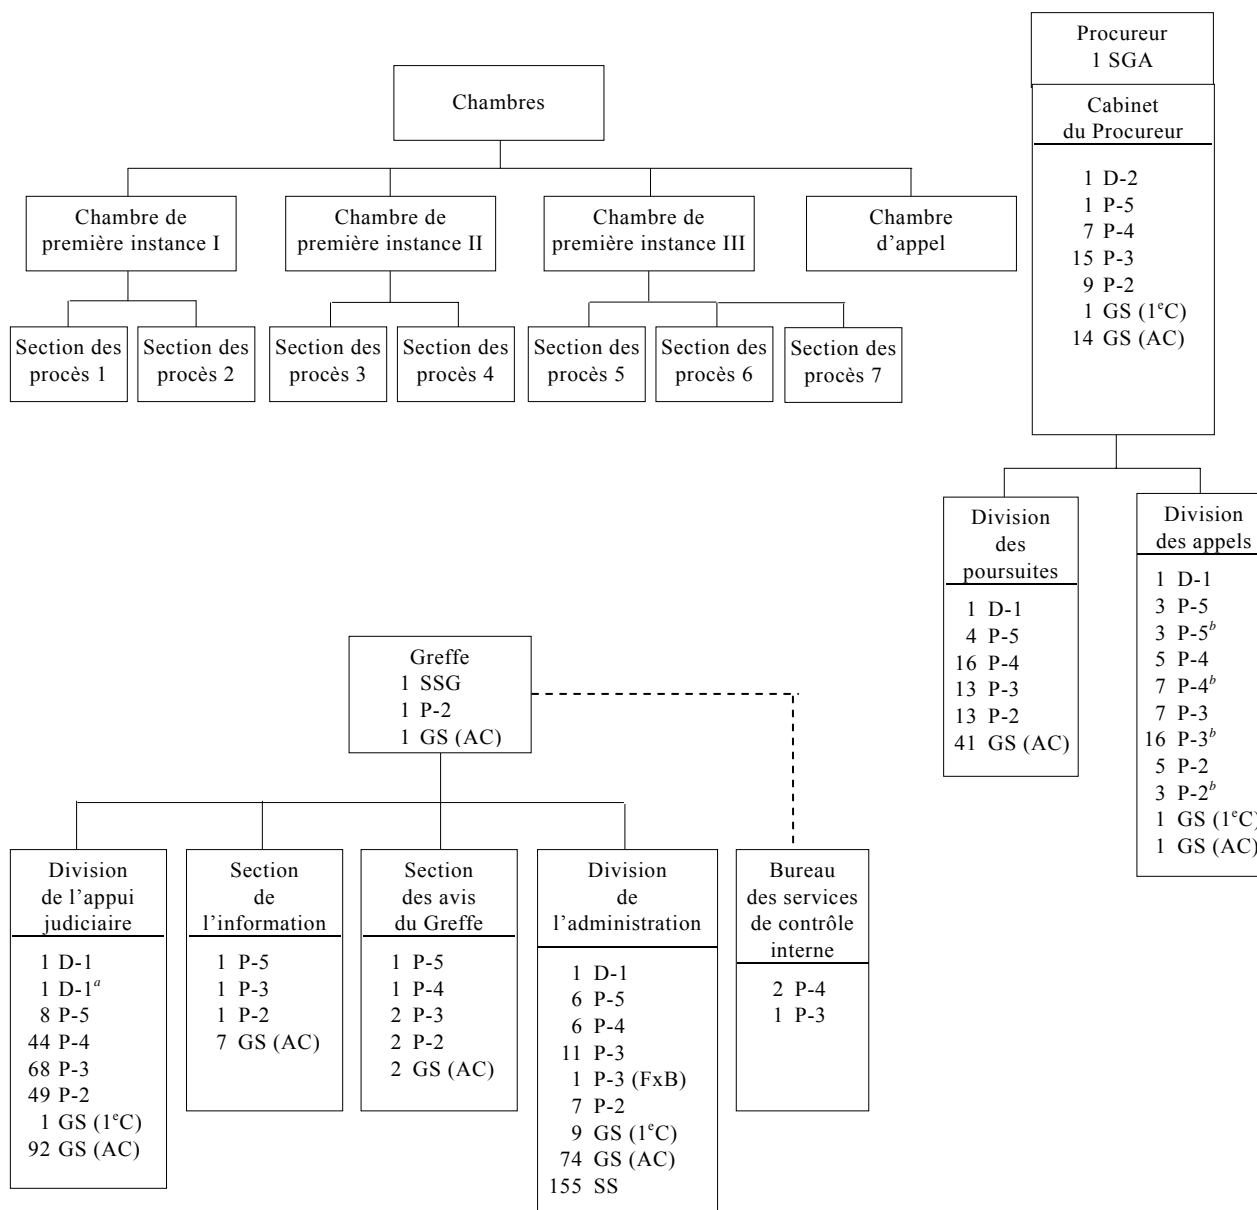 Chambres
Chambre de
première instance I
Chambre de
première instance II
Chambre de
première instance III
Chambre
d'appel
Section des
procès 1
Section des
procès 2
Section des
procès 3
Section des
procès 4
Section des
procès 5
Section des
procès 6
Section des
procès 7
Procureur
1 SGA
Cabinet
du Procureur
1 D-2
1 P-5
7 P-4
15 P-3
9 P-2
1 GS (1eC)
14 GS (AC)
Division
des
poursuites
1 D-1
4 P-5
16 P-4
13 P-3
13 P-2
41 GS (AC)
Division
des appels
1 D-1
3 P-5
3 P-5b
5 P-4
7 P-4b
7 P-3
16 P-3b
5 P-2
3 P-2b
1 GS (1eC)
1 GS (AC)
Greffe
1 SSG
1 P-2
1 GS (AC)
Division
de l'appui
judiciaire
1 D-1
1 D-1a
8 P-5
44 P-4
68 P-3
49 P-2
1 GS (1eC)
92 GS (AC)
Section
de
l'information
1 P-5
1 P-3
1 P-2
7 GS (AC)
Section
des avis
du Greffe
1 P-5
1 P-4
2 P-3
2 P-2
2 GS (AC)
Division
de
l'administration
1 D-1
6 P-5
6 P-4
11 P-3
1 P-3 (FxB)
7 P-2
9 GS (1eC)
74 GS (AC)
155 SS
Bureau
des services
de contrôle
interne
2 P-4
1 P-3